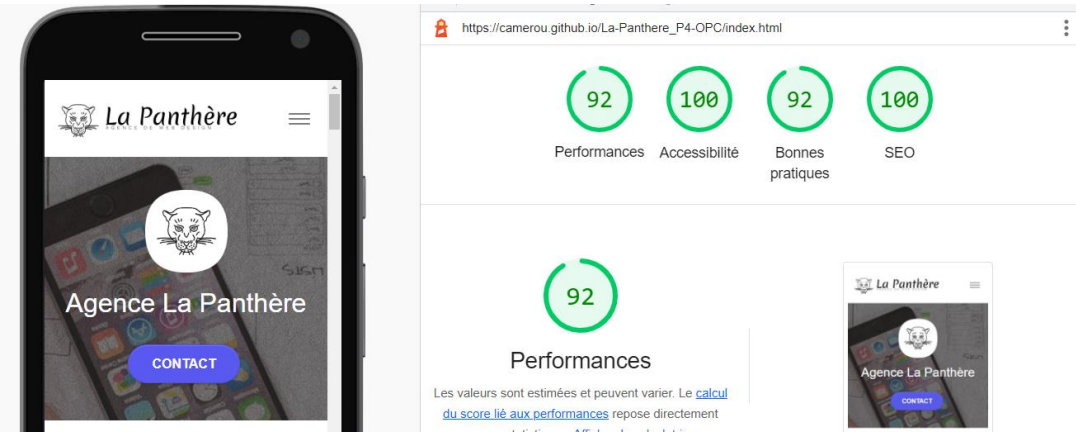 La Panthère
AGENCE DE WEB DESIGN
Agence La Panthère
CONTACT
https://camerou.github.io/La-Panthere_P4-OPC/index.html
92
100
92
100
Performances
Accessibilité
Bonnes
pratiques
SEO
92
Performances
Les valeurs sont estimées et peuvent varier. Le calcul
du score lié aux performances repose directement
La Panthère
Agence La Panthère
CONTACT